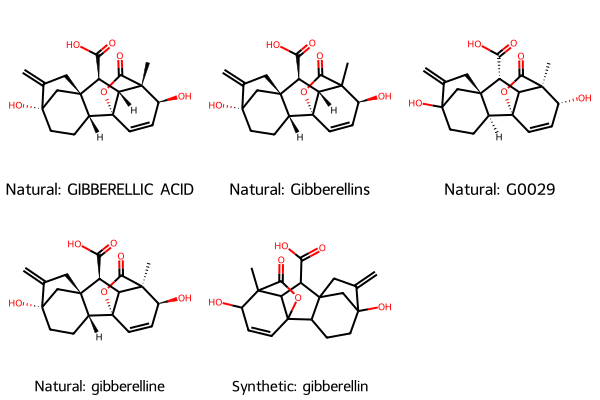 HO O O
O
HO OH
H
H
Natural: GIBBERELLIC ACID
HO O O
O
HO OH
H
H
Natural: Gibberellins
HO O O
O
HO OH
H
Natural: G0029
HO O O
O
HO OH
H
Natural: gibberelline
HO O O
O
HO OH
Synthetic: gibberellin